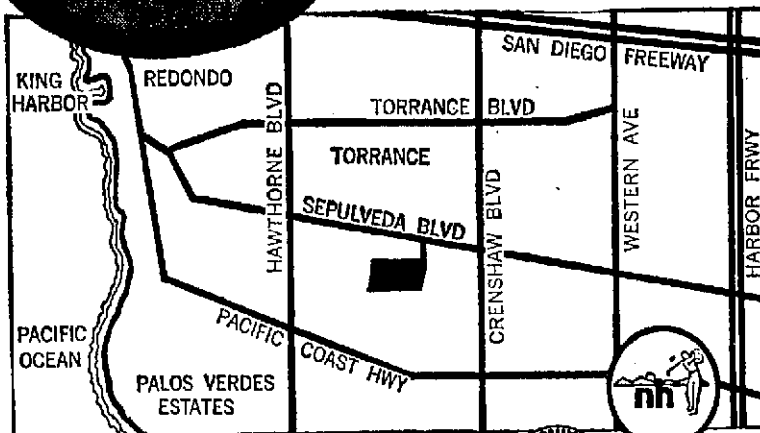 SAN DIEGO FREEWAY
KING
HARBOR
REDONDO
HAWTHORNE BLVD
TORRANCE BLVD
TORRANCE
WESTERN AVE
HARBOR FRWY
SEPULVEDA BLVD
CRENSHAW BLVD
PACIFIC COAST HWY
PACIFIC
OCEAN
PALOS VERDES
ESTATES
nh